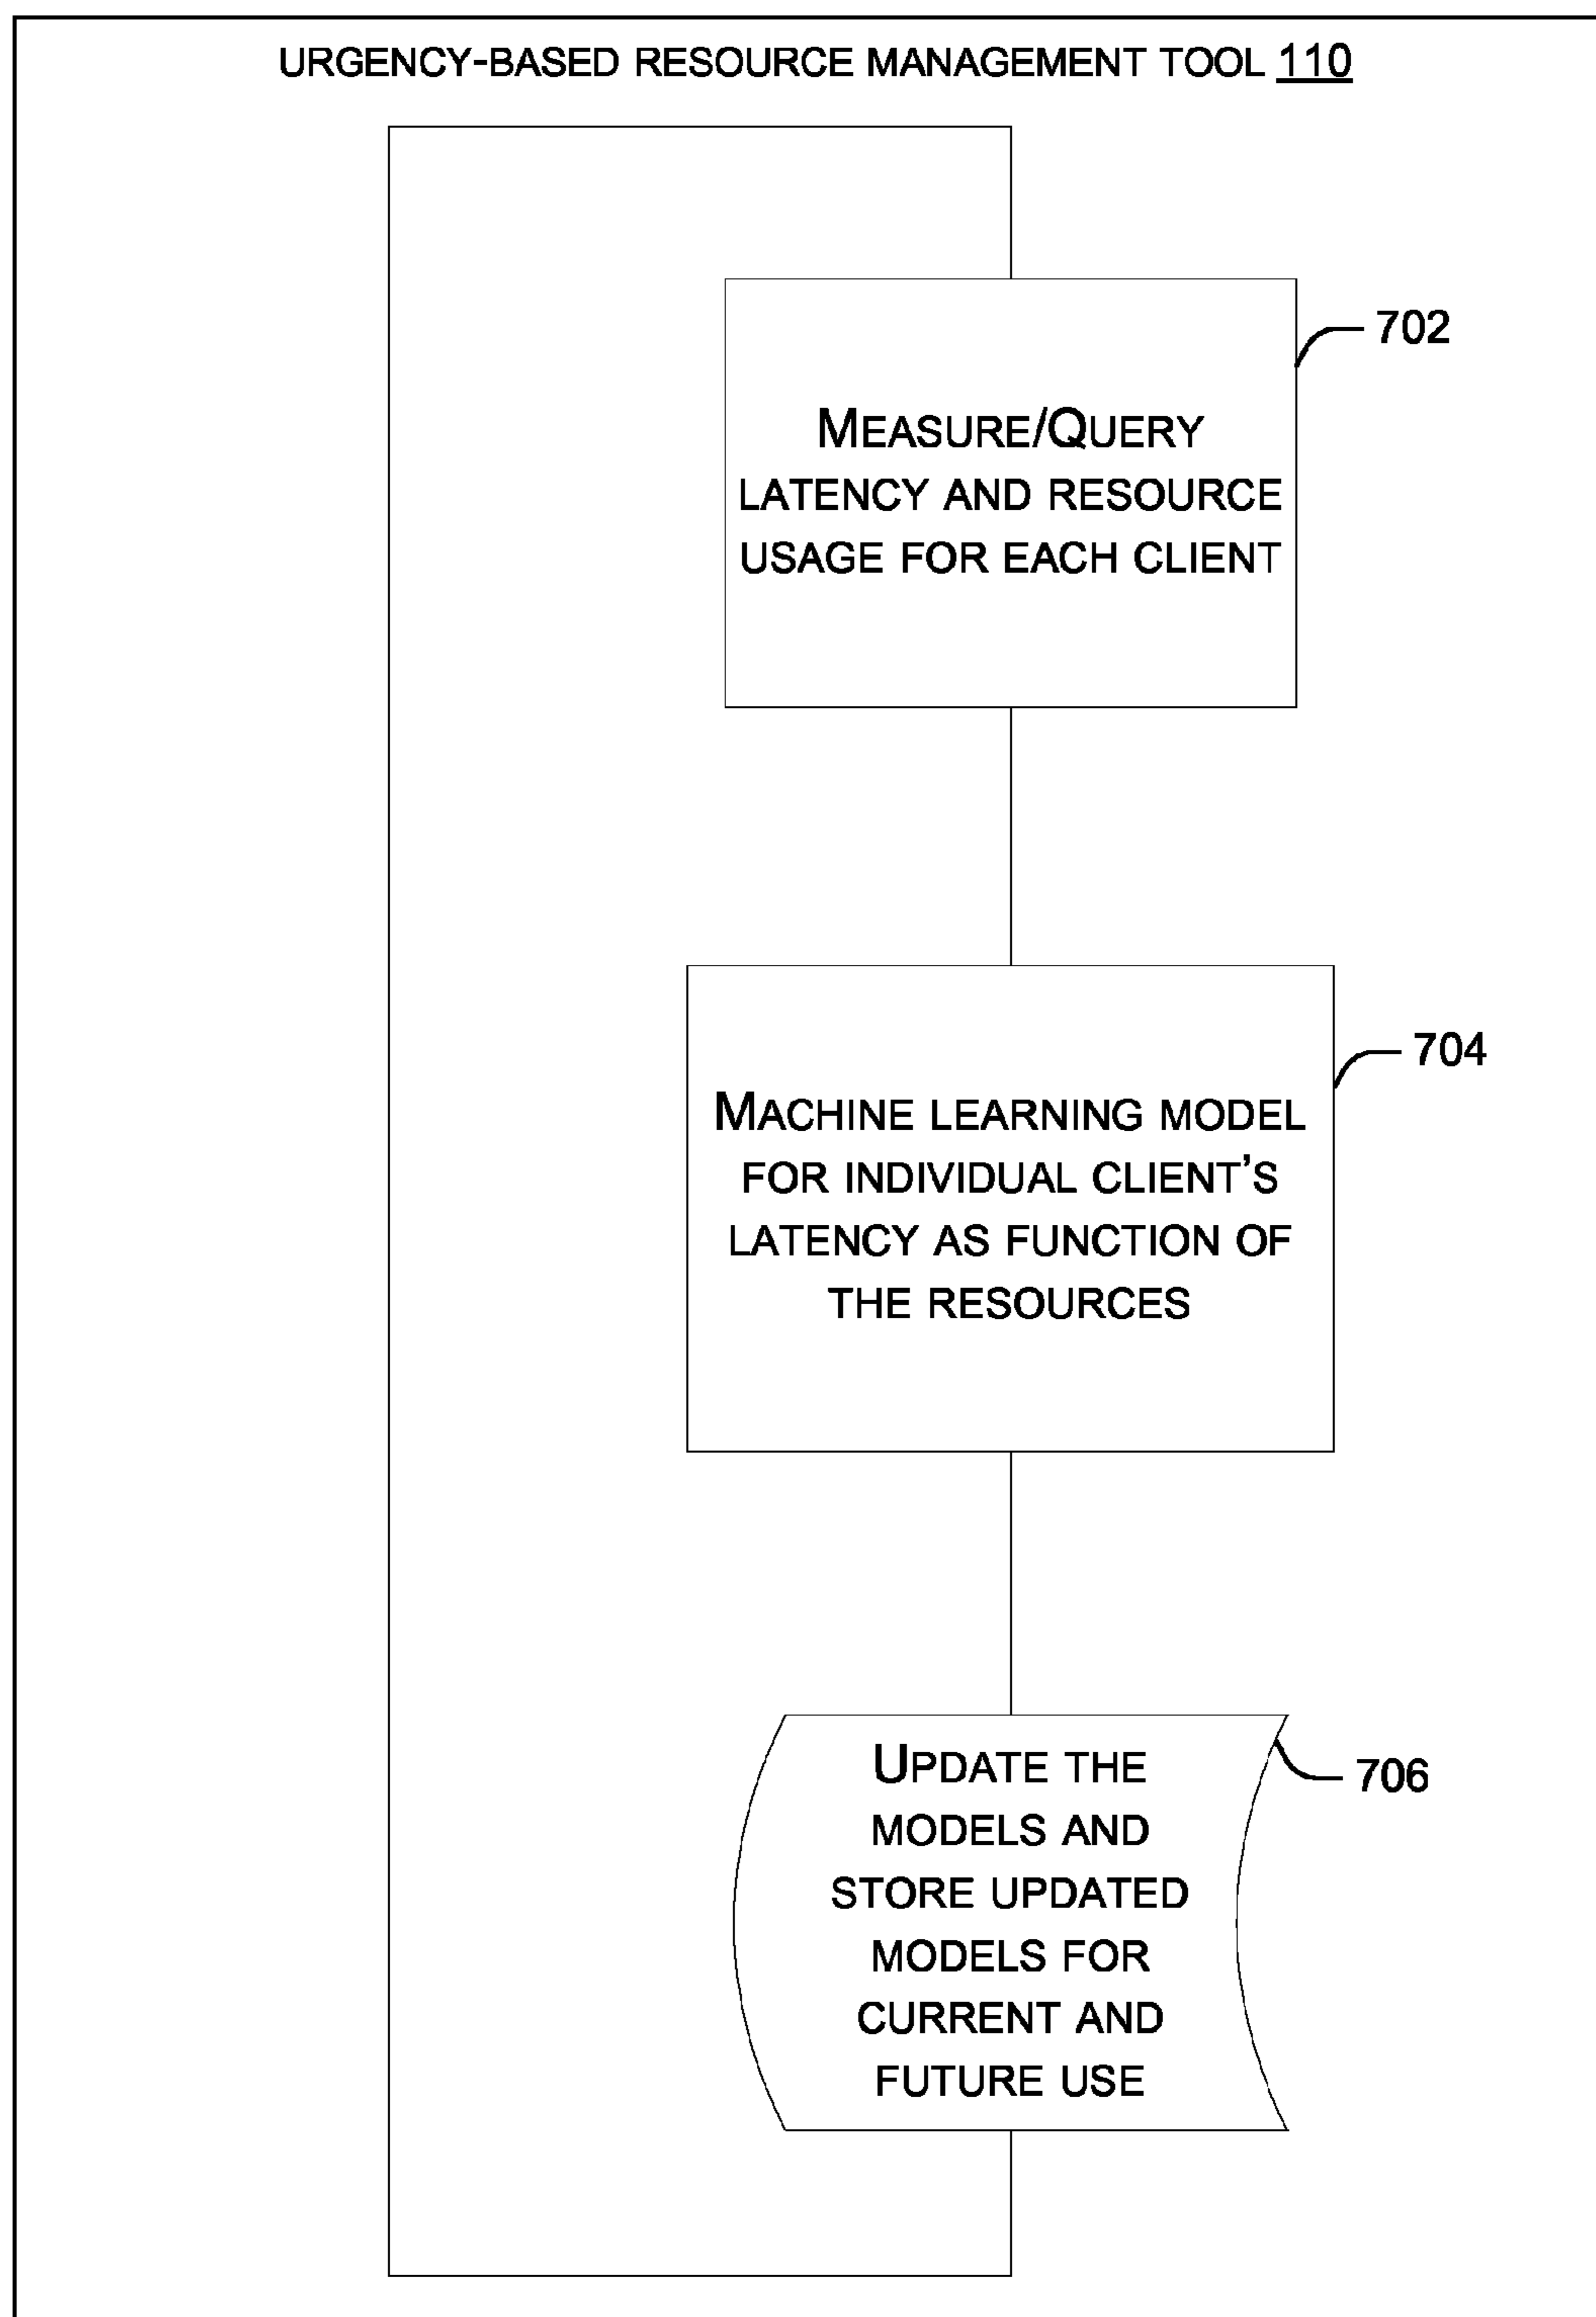 URGENCY-BASED RESOURCE MANAGEMENT TOOL 110
702
MEASURE/QUERY
LATENCY AND RESOURCE
USAGE FOR EACH CLIENT
704
MACHINE LEARNING MODEL
FOR INDIVIDUAL CLIENT'S
LATENCY AS FUNCTION OF
THE RESOURCES
706
UPDATE THE
MODELS AND
STORE UPDATED
MODELS FOR
CURRENT AND
FUTURE USE